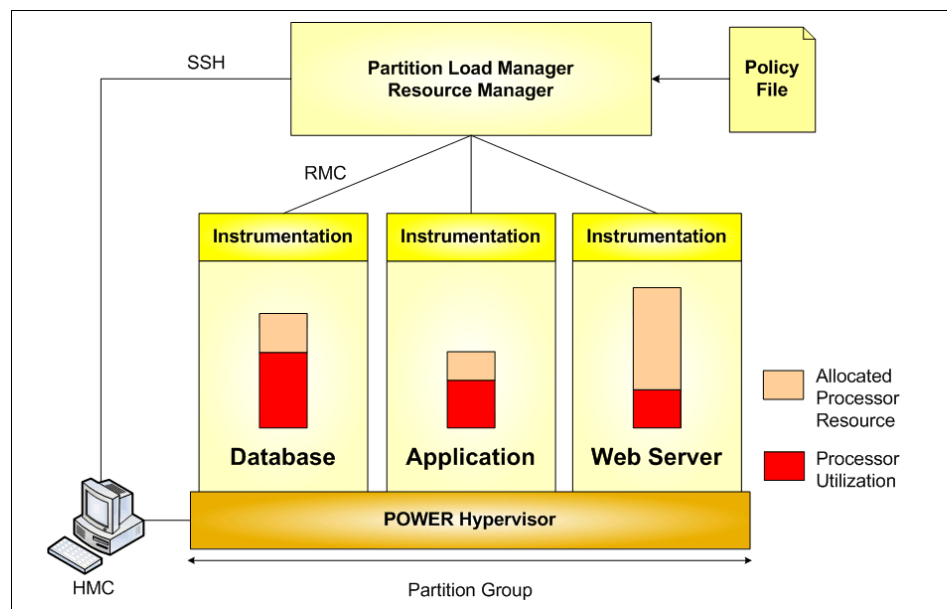 SSH
Partition Load Manager
Resource Manager
Policy
File
RMC
Instrumentation
Instrumentation
Instrumentation
Allocated
Processor
Resource
Database
Application
Web Server
Processor
Utilization
POWER Hypervisor
HMC
Partition Group